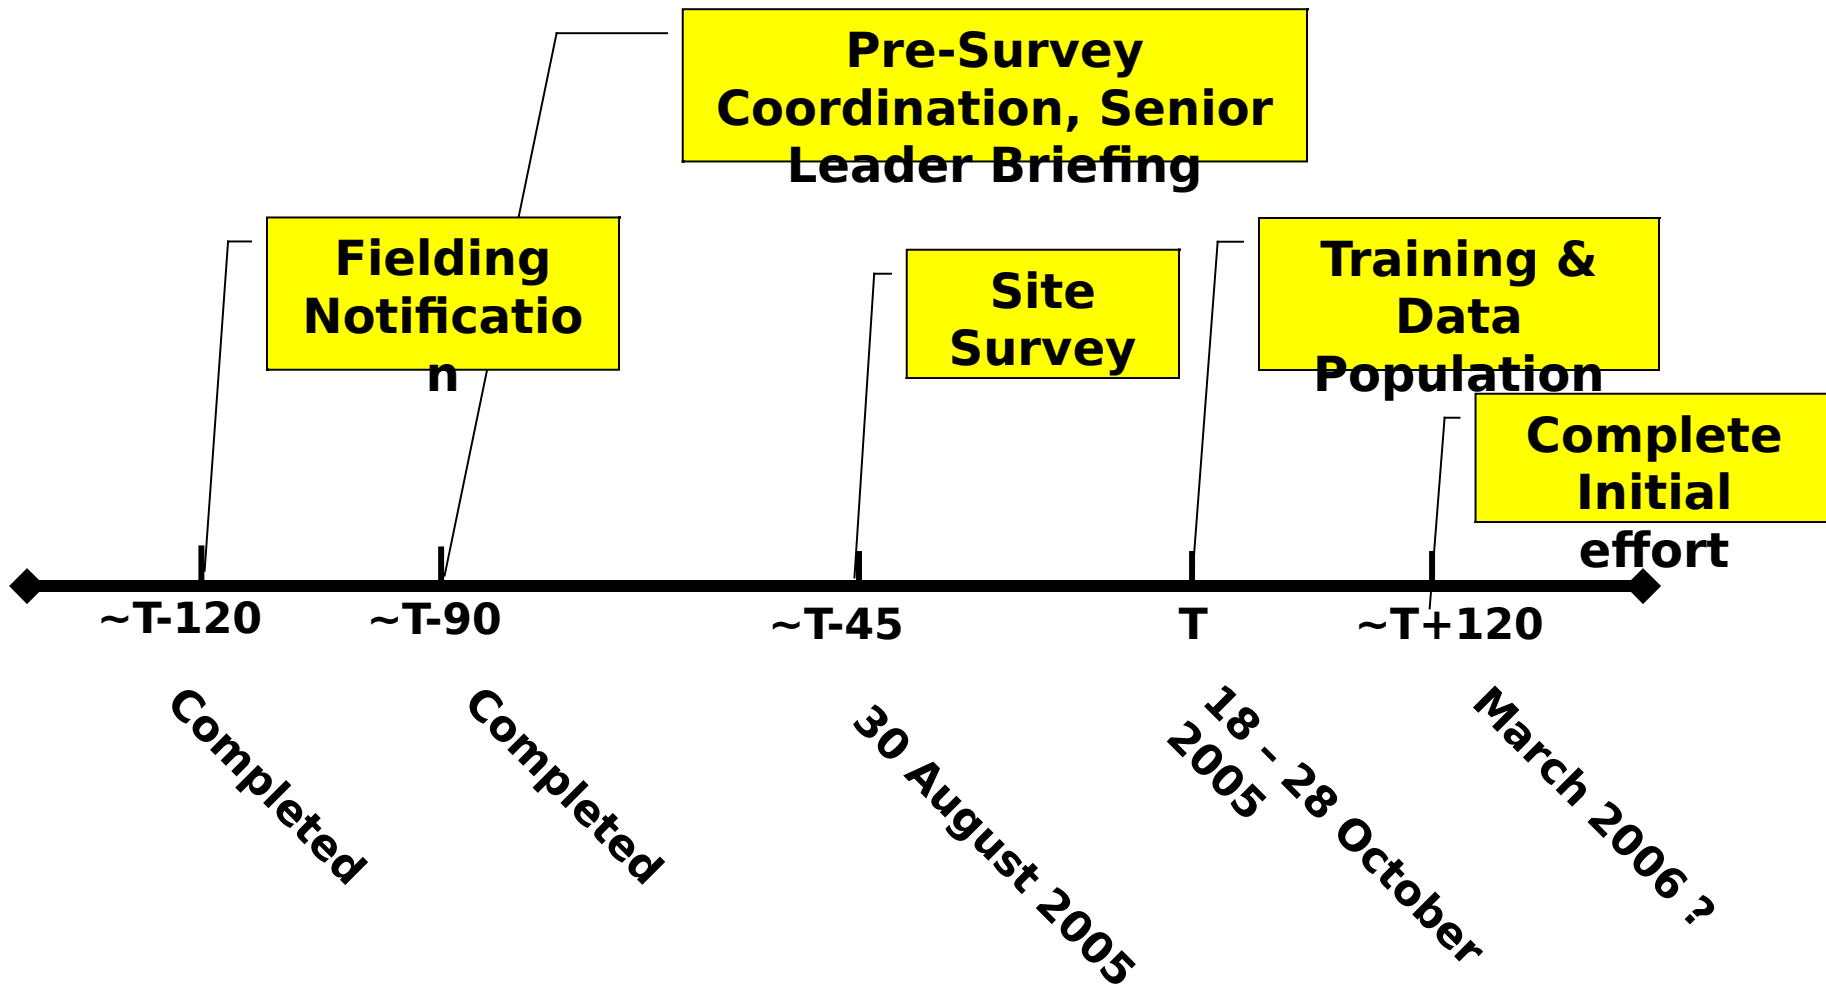 Pre-Survey
Coordination, Senior
Leader Briefing
Fielding
Notificatio
n
Site
Survey
Training &
Data
Population
Complete
Initial
effort
~T-120
~T-90
~T-45
T
~T+120
Completed
Completed
30 August 2005
18 – 28 October
2005
March 2006 ?